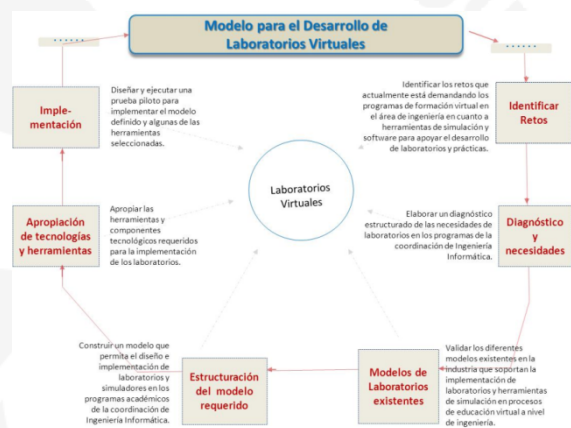 Modelo para el Desarrollo de
Laboratorios Virtuales
Identificar los retos que
actualmente está demandando los
programas de formación virtual en
el área de ingeniería en cuanto a
herramientas de simulación y
software para apoyar el desarrollo
de laboratorios y prácticas.
Identificar
Retos
Elaborar un diagnóstico
estructurado de las necesidades de
laboratorio en los programas de la
coordinación de Ingeniería
Informática.
Diagnóstico
y
necesidades
Validar los diferentes
modelos existentes en la
industria que soportan la
implementación de
laboratorios y herramientas
de simulación en procesos
de educación virtual a nivel
de ingeniería.
Modelos de
Laboratorios
existentes
Estructuración
del modelo
requerido
Construir un modelo que
permita el diseño e
implementación de
laboratorios y
simuladores en los
programas académicos
de la coordinación de
Ingeniería Informática.
Apropiación
de tecnologías
y herramientas
Apropiar las
herramientas y
componentes
tecnológicos requeridos
para la implementación
de los laboratorios.
Imple-
mentación
Diseñar y ejecutar una
prueba piloto para
implementar el modelo
definido y algunas de las
herramientas
seleccionadas.
Laboratorios
Virtuales